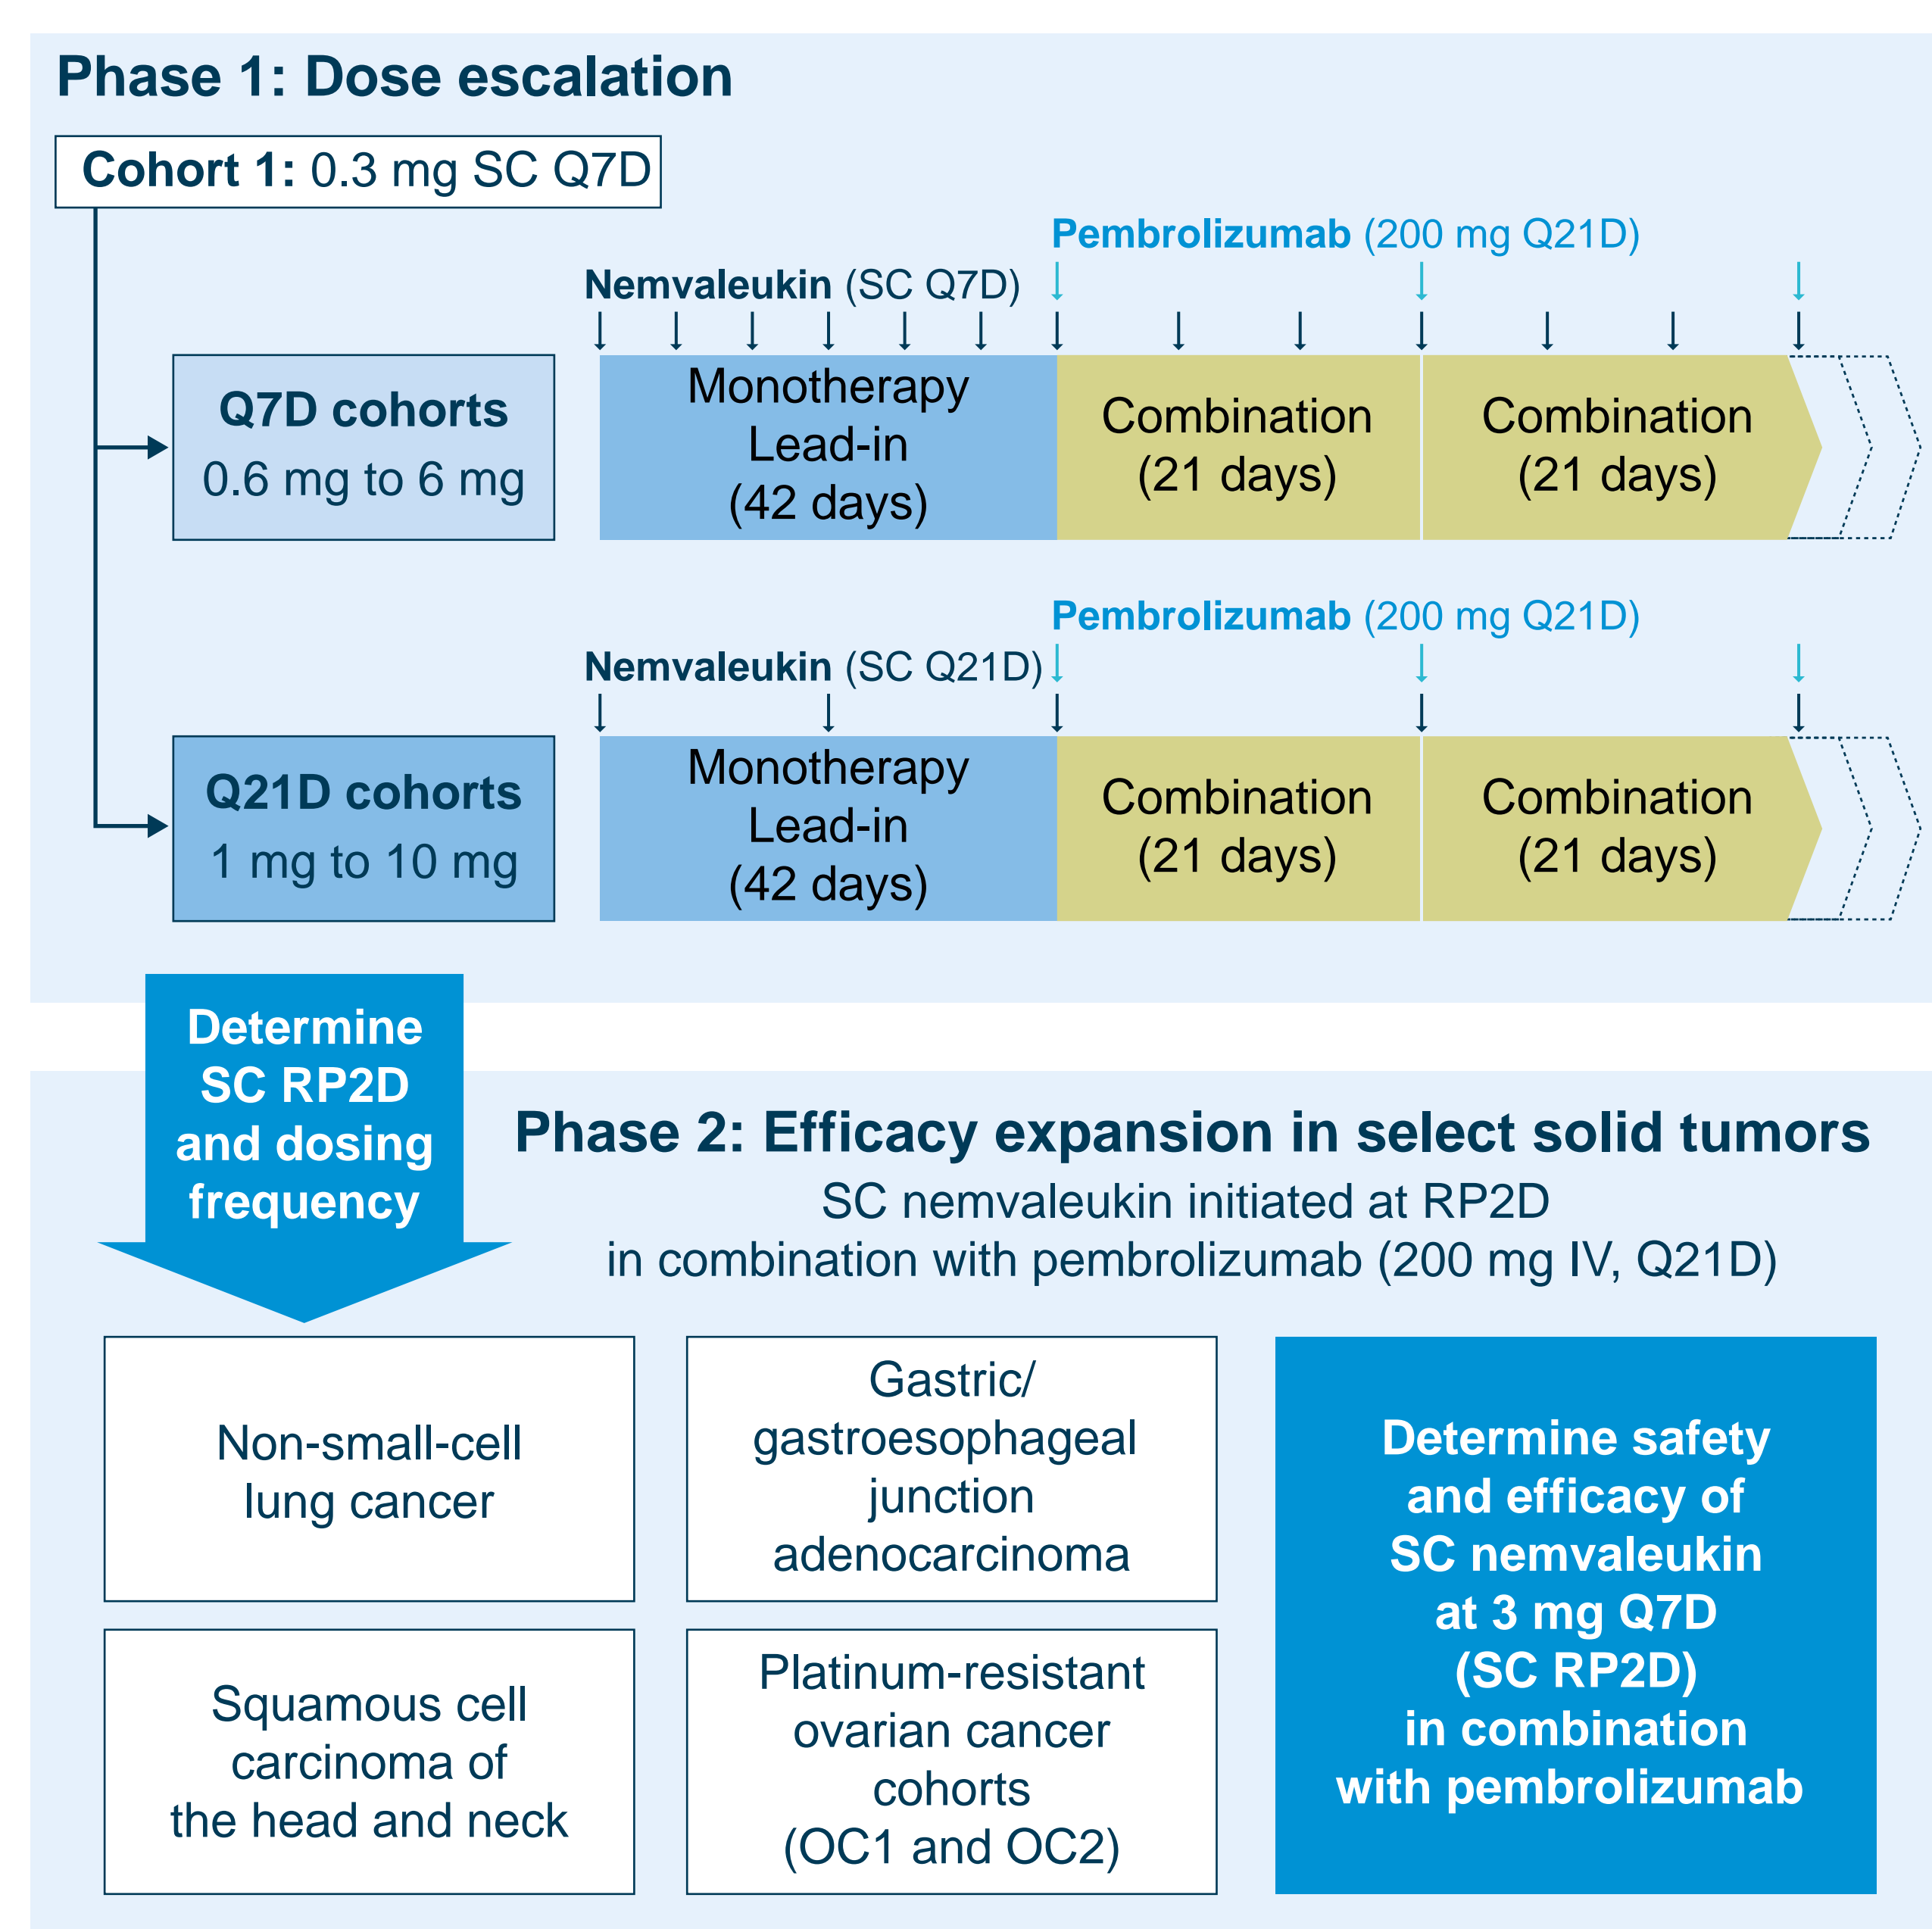 Phase 1: Dose escalation
Cohort 1: 0.3 mg SC Q7D
Pembrolizumab (200 mg Q21D)
Nemvaleukin (SC Q7D)
Q7D cohorts
0.6 mg to 6 mg
Monotherapy
Lead-in
(42 days)
Combination
(21 days)
Combination
(21 days)
Pembrolizumab (200 mg Q21D)
Nemvaleukin (SC Q21D)
Q21D cohorts
1 mg to 10 mg
Monotherapy
Lead-in
(42 days)
Combination
(21 days)
Combination
(21 days)
Determine
SC RP2D
and dosing
frequency
Phase 2: Efficacy expansion in select solid tumors
SC nemvaleukin initiated at RP2D
in combination with pembrolizumab (200 mg IV, Q21D)
Non-small-cell
lung cancer
Gastric/
gastroesophageal
junction
adenocarcinoma
Squamous cell
carcinoma of
the head and neck
Platinum-resistant
ovarian cancer
cohorts
(OC1 and OC2)
Determine safety
and efficacy of
SC nemvaleukin
at 3 mg Q7D
(SC RP2D)
in combination
with pembrolizumab